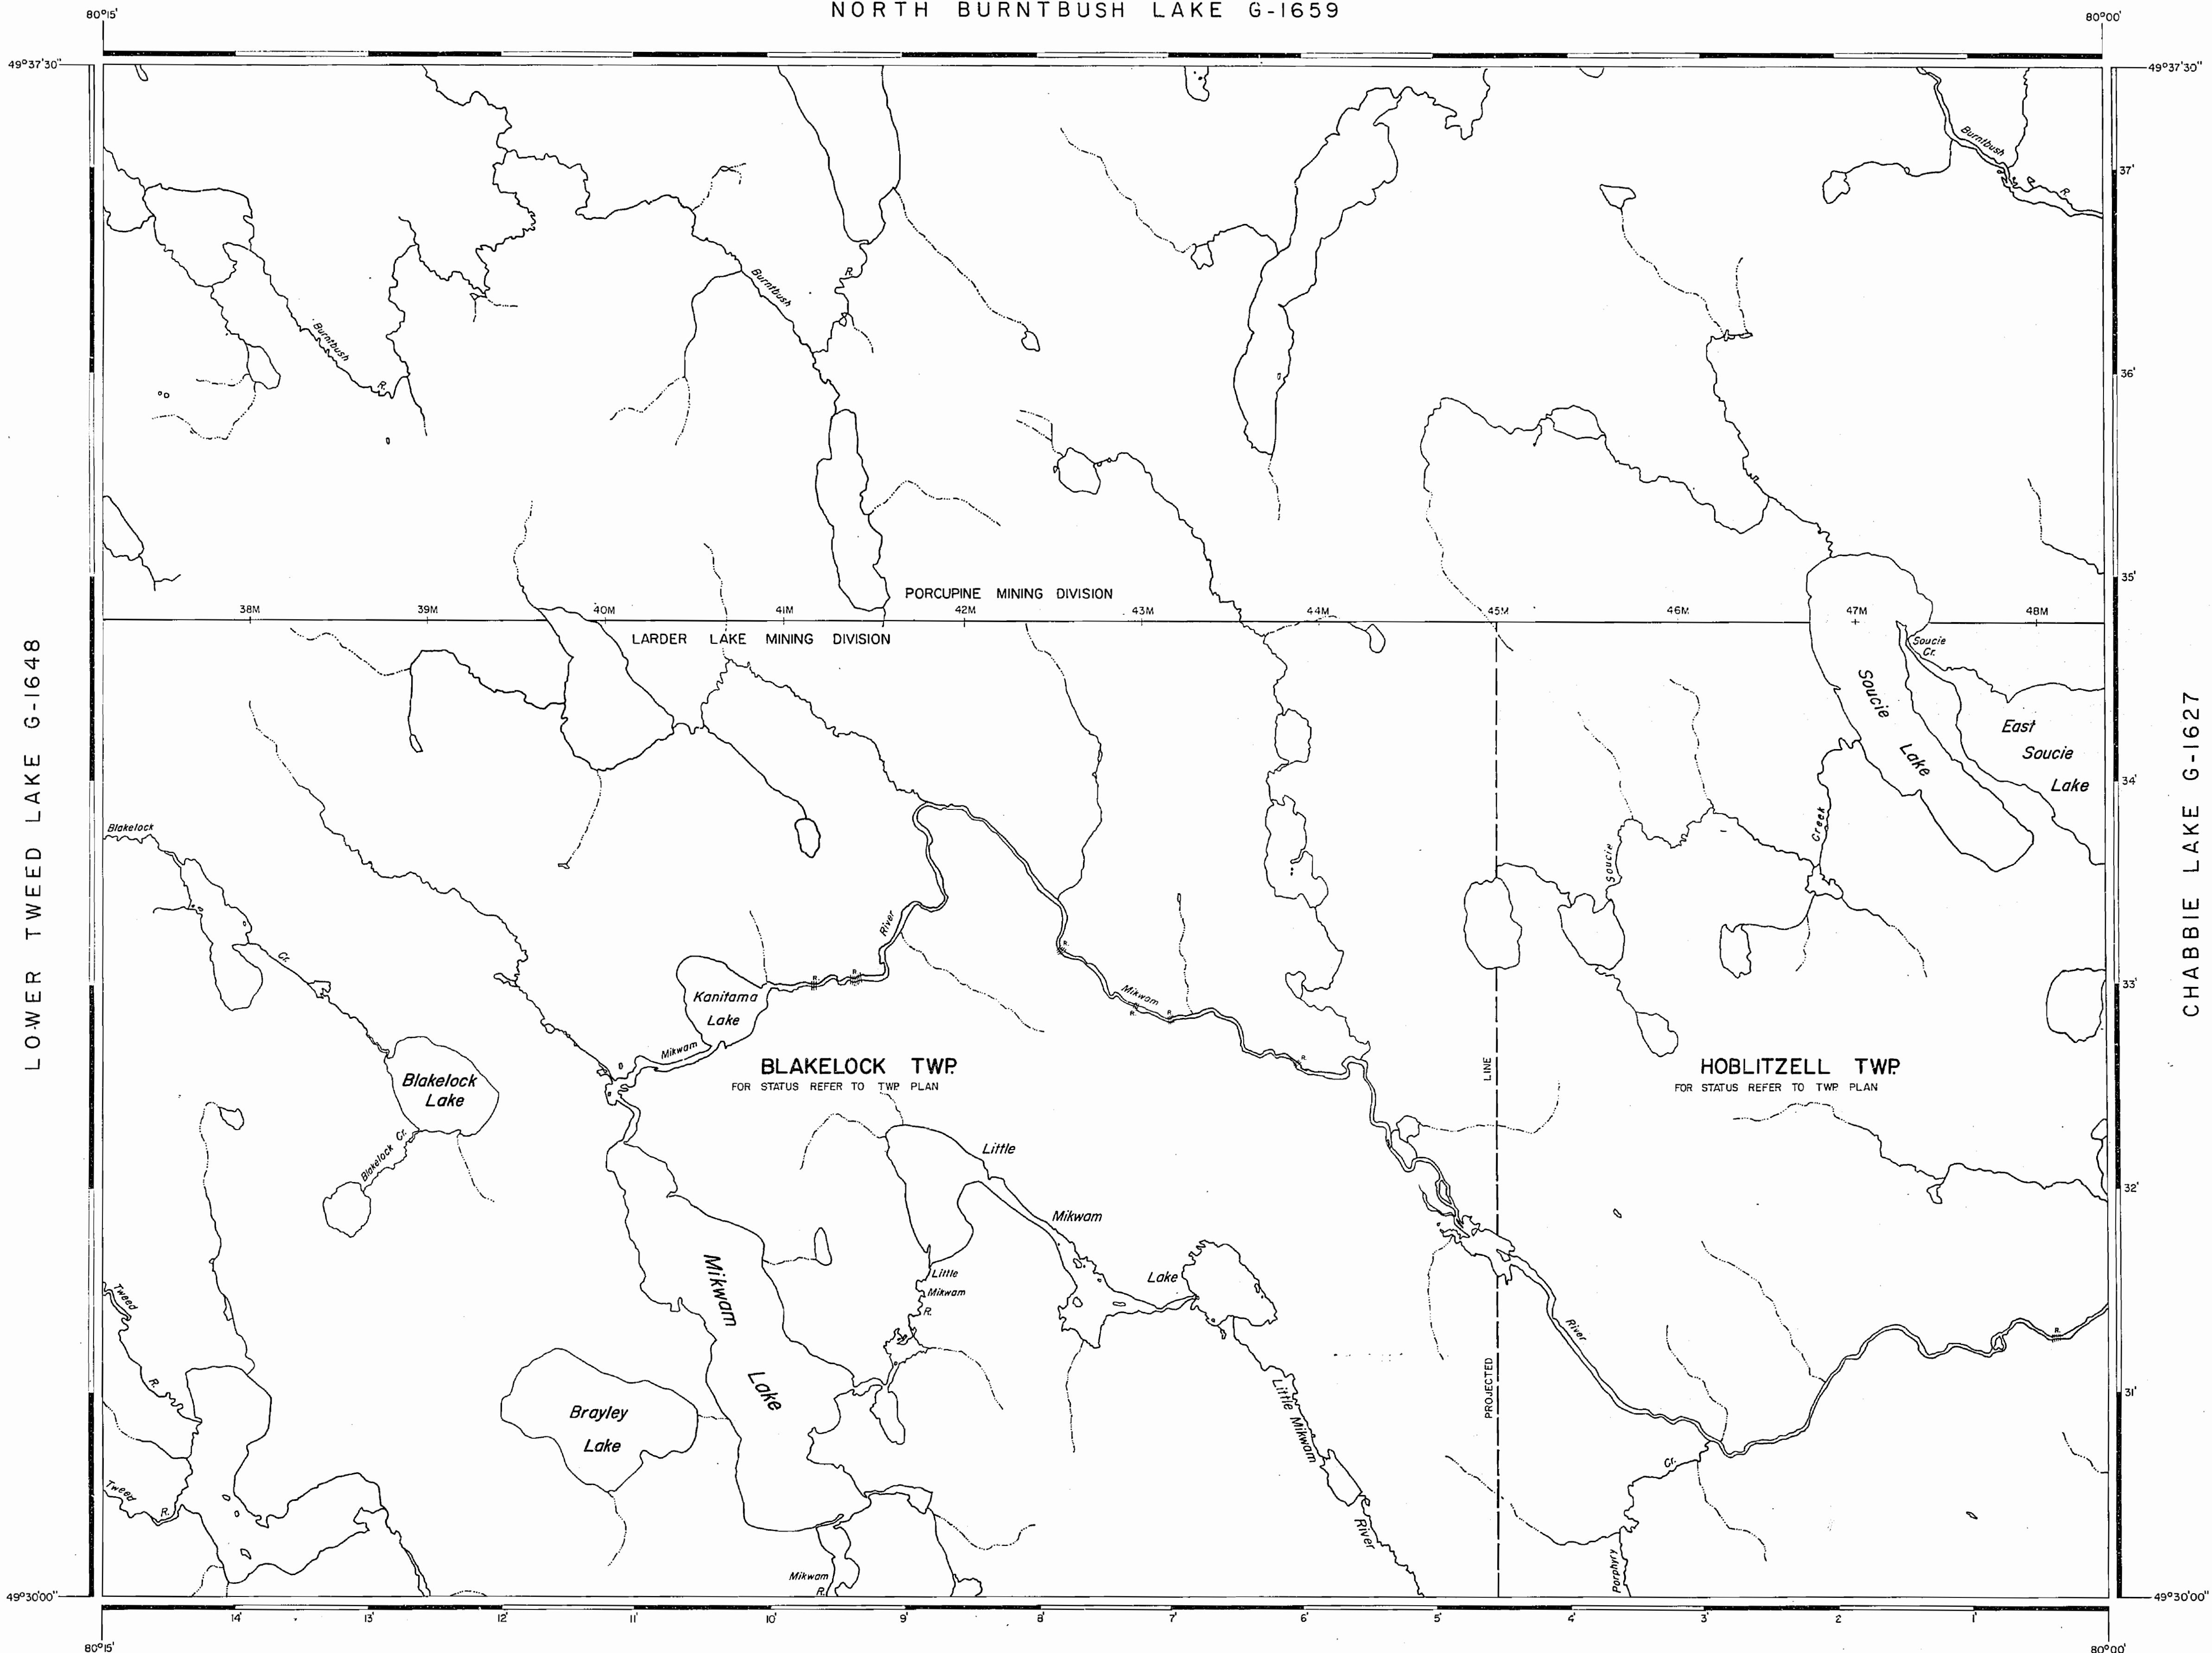 NORTH BURNTBUSH LAKE G-1659
80°15'
80°00'
49°37'30"
49°37'30"
Burntbush
R.
37'
Burntbush
R.
Burntbush
R.
36'
35'
PORCUPINE MINING DIVISION
38M
39M
40M
41M
42M
43M
44M
45M
46M
47M
48M
LARDER LAKE MINING DIVISION
LOWER TWEED LAKE G-1648
CHABBIE LAKE G-1627
Soucie
Cr.
Soucie
Lake
East
Soucie
Lake
34'
Blakelock
Cr.
Creek
Soucie
River
R.
R.
R.
Kanitama
Lake
Mikwam
Mikwam
R.
R.
R.
33'
BLAKELOCK TWP.
FOR STATUS REFER TO TWP. PLAN
HOBLITZELL TWP.
FOR STATUS REFER TO TWP. PLAN
LINE
Blakelock
Lake
Blakelock Cr.
Little
Mikwam
Lake
32'
Mikwam
Lake
Little
Mikwam
R.
Tweed
R.
River
R.
31'
PROJECTED
Brayley
Lake
Little Mikwam
River
Cr.
Porphyry
Tweed
R.
Mikwam
R.
49°30'00"
49°30'00"
14'
13'
12'
11'
10'
9'
8'
7'
6'
5'
4'
3'
2'
1'
80°15'
80°00'